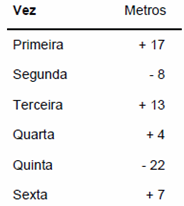 Vez Metros
Primeira + 17
Segunda - 8
Terceira + 13
Quarta + 4
Quinta - 22
Sexta + 7